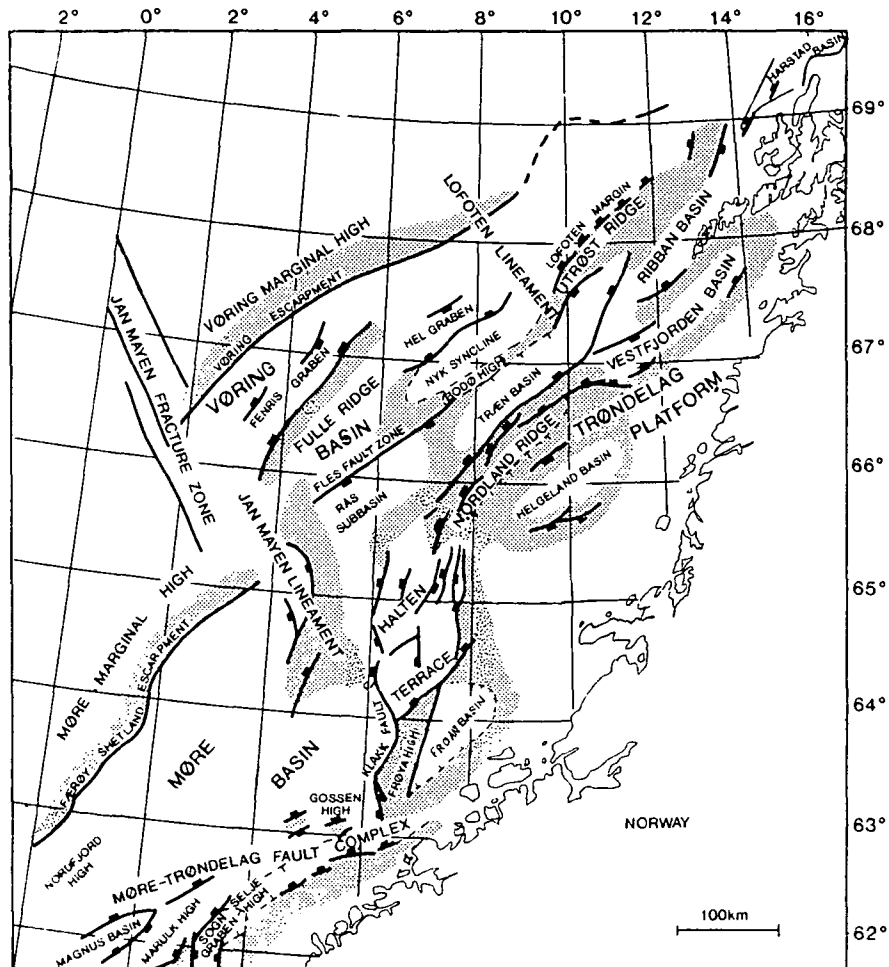 2° 0° 2° 4° 6° 8° 10° 12° 14° 16°
HARSTAD BASIN
69°
LOFOTEN LINEAMENT
LOFOTEN MARGIN
UTRØST RIDGE
RIBBAN BASIN
68°
VØRING MARGINAL HIGH
VØRING ESCARPMENT
JAN MAYEN FRACTURE ZONE
HEL GRABEN
VESTFJORDEN BASIN
NYK SYNCLINE
BODØ HIGH
67°
VØRING
BASIN
FENRIS GRABEN
FULLE RIDGE
TRÆN BASIN
TRØNDELAG
PLATFORM
FLES FAULT ZONE
NORDLAND RIDGE
66°
HELGELAND BASIN
RÅS
SUBBASIN
JAN MAYEN LINEAMENT
65°
MØRE MARGINAL HIGH
FÆRØY SHETLAND ESCARPMENT
HALTEN
TERRACE
64°
KLAKK FAULT
FRØYA HIGH
FROAN BASIN
MØRE
BASIN
GOSSEN
HIGH
63°
NORWAY
NORDFJORD
HIGH
MØRE-TRØNDELAG FAULT COMPLEX
MAGNUS BASIN
MARULK HIGH
SOGN
GRABEN
SELJE
HIGH
100km
62°